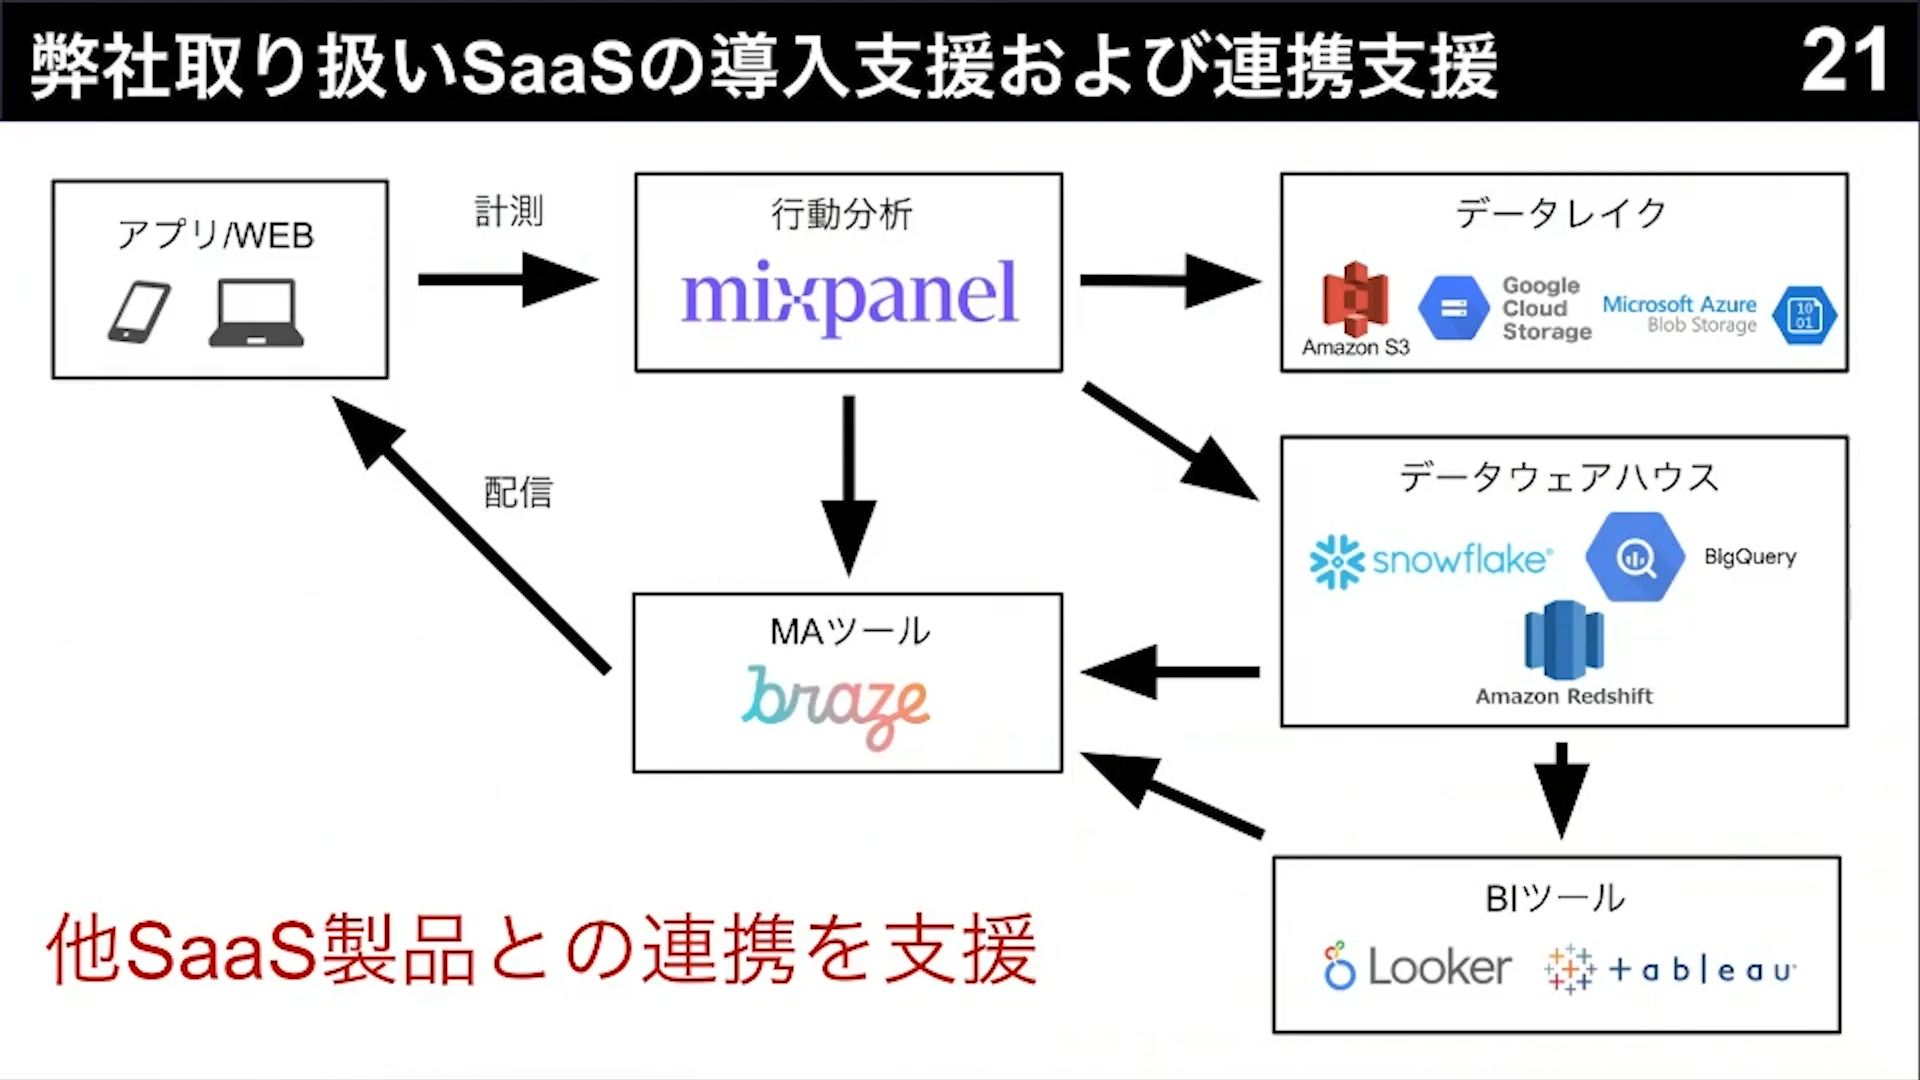 弊社取り扱いSaaSの導入支援および連携支援
21
アプリ/WEB
計測
行動分析
mixpanel
データレイク
Amazon S3
Google
Cloud
Storage
Microsoft Azure
Blob Storage
10
01
配信
データウェアハウス
snowflake®
BigQuery
Amazon Redshift
MAツール
braze
BIツール
Looker
+ableau
他SaaS製品との連携を支援